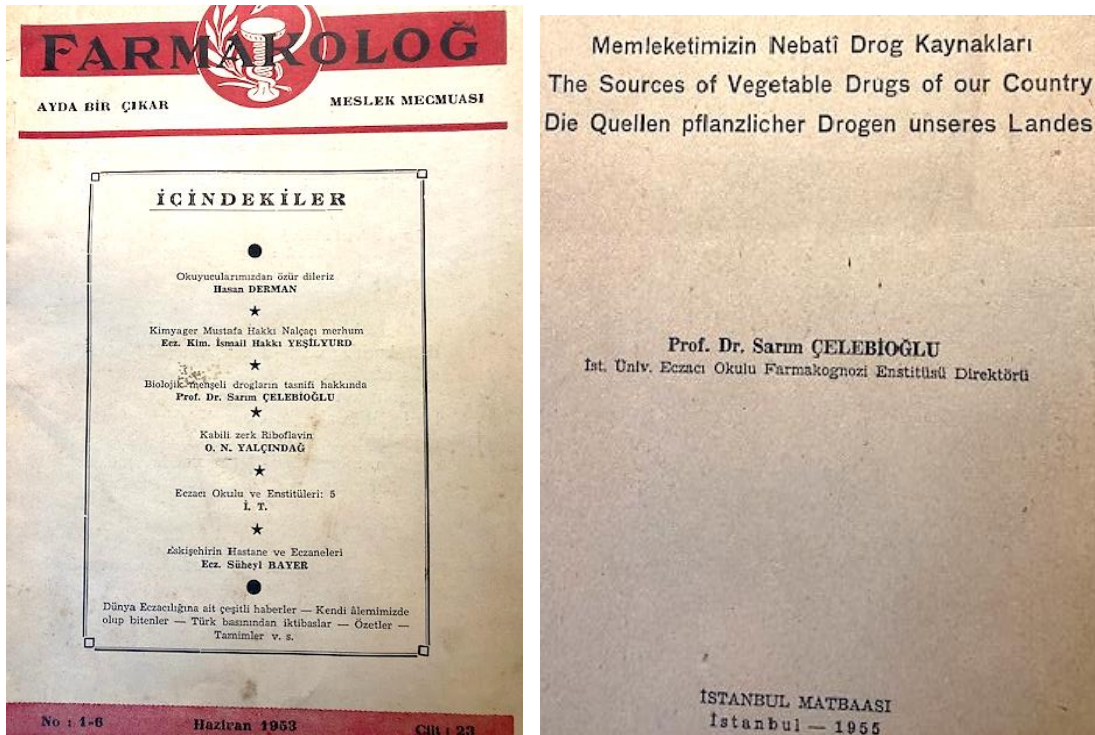 FARMAKOLOĞ
AYDA BİR ÇIKAR
MESLEK MECMUASI
İÇİNDEKİLER
Okuyucularımızdan özür dileriz
Hasan DERMAN
Kimyager Mustafa Hakkı Nalçaçı merhum
Ecz. Kim. İsmail Hakkı YEŞİLYURD
Biolojik menşeli drogların tasnifi hakkında
Prof. Dr. Sarım ÇELEBİOĞLU
Kabili zerk Riboflavin
O. N. YALÇINDAĞ
Eczacı Okulu ve Enstitüleri: 5
İ. T.
Eskişehirin Hastane ve Eczaneleri
Ecz. Süheyl BAYER
Dünya Eczacılığına ait çeşitli haberler — Kendi âlemimizde
olup bitenler — Türk basınından iktibaslar — Özetler —
Tamimler v. s.
No : 1-6
Haziran 1953
Cilt : 23
Memleketimizin Nebatî Drog Kaynakları
The Sources of Vegetable Drugs of our Country
Die Quellen pflanzlicher Drogen unseres Landes
Prof. Dr. Sarım ÇELEBİOĞLU
İst. Üniv. Eczacı Okulu Farmakognozi Enstitüsü Direktörü
İSTANBUL MATBAASI
İstanbul — 1955